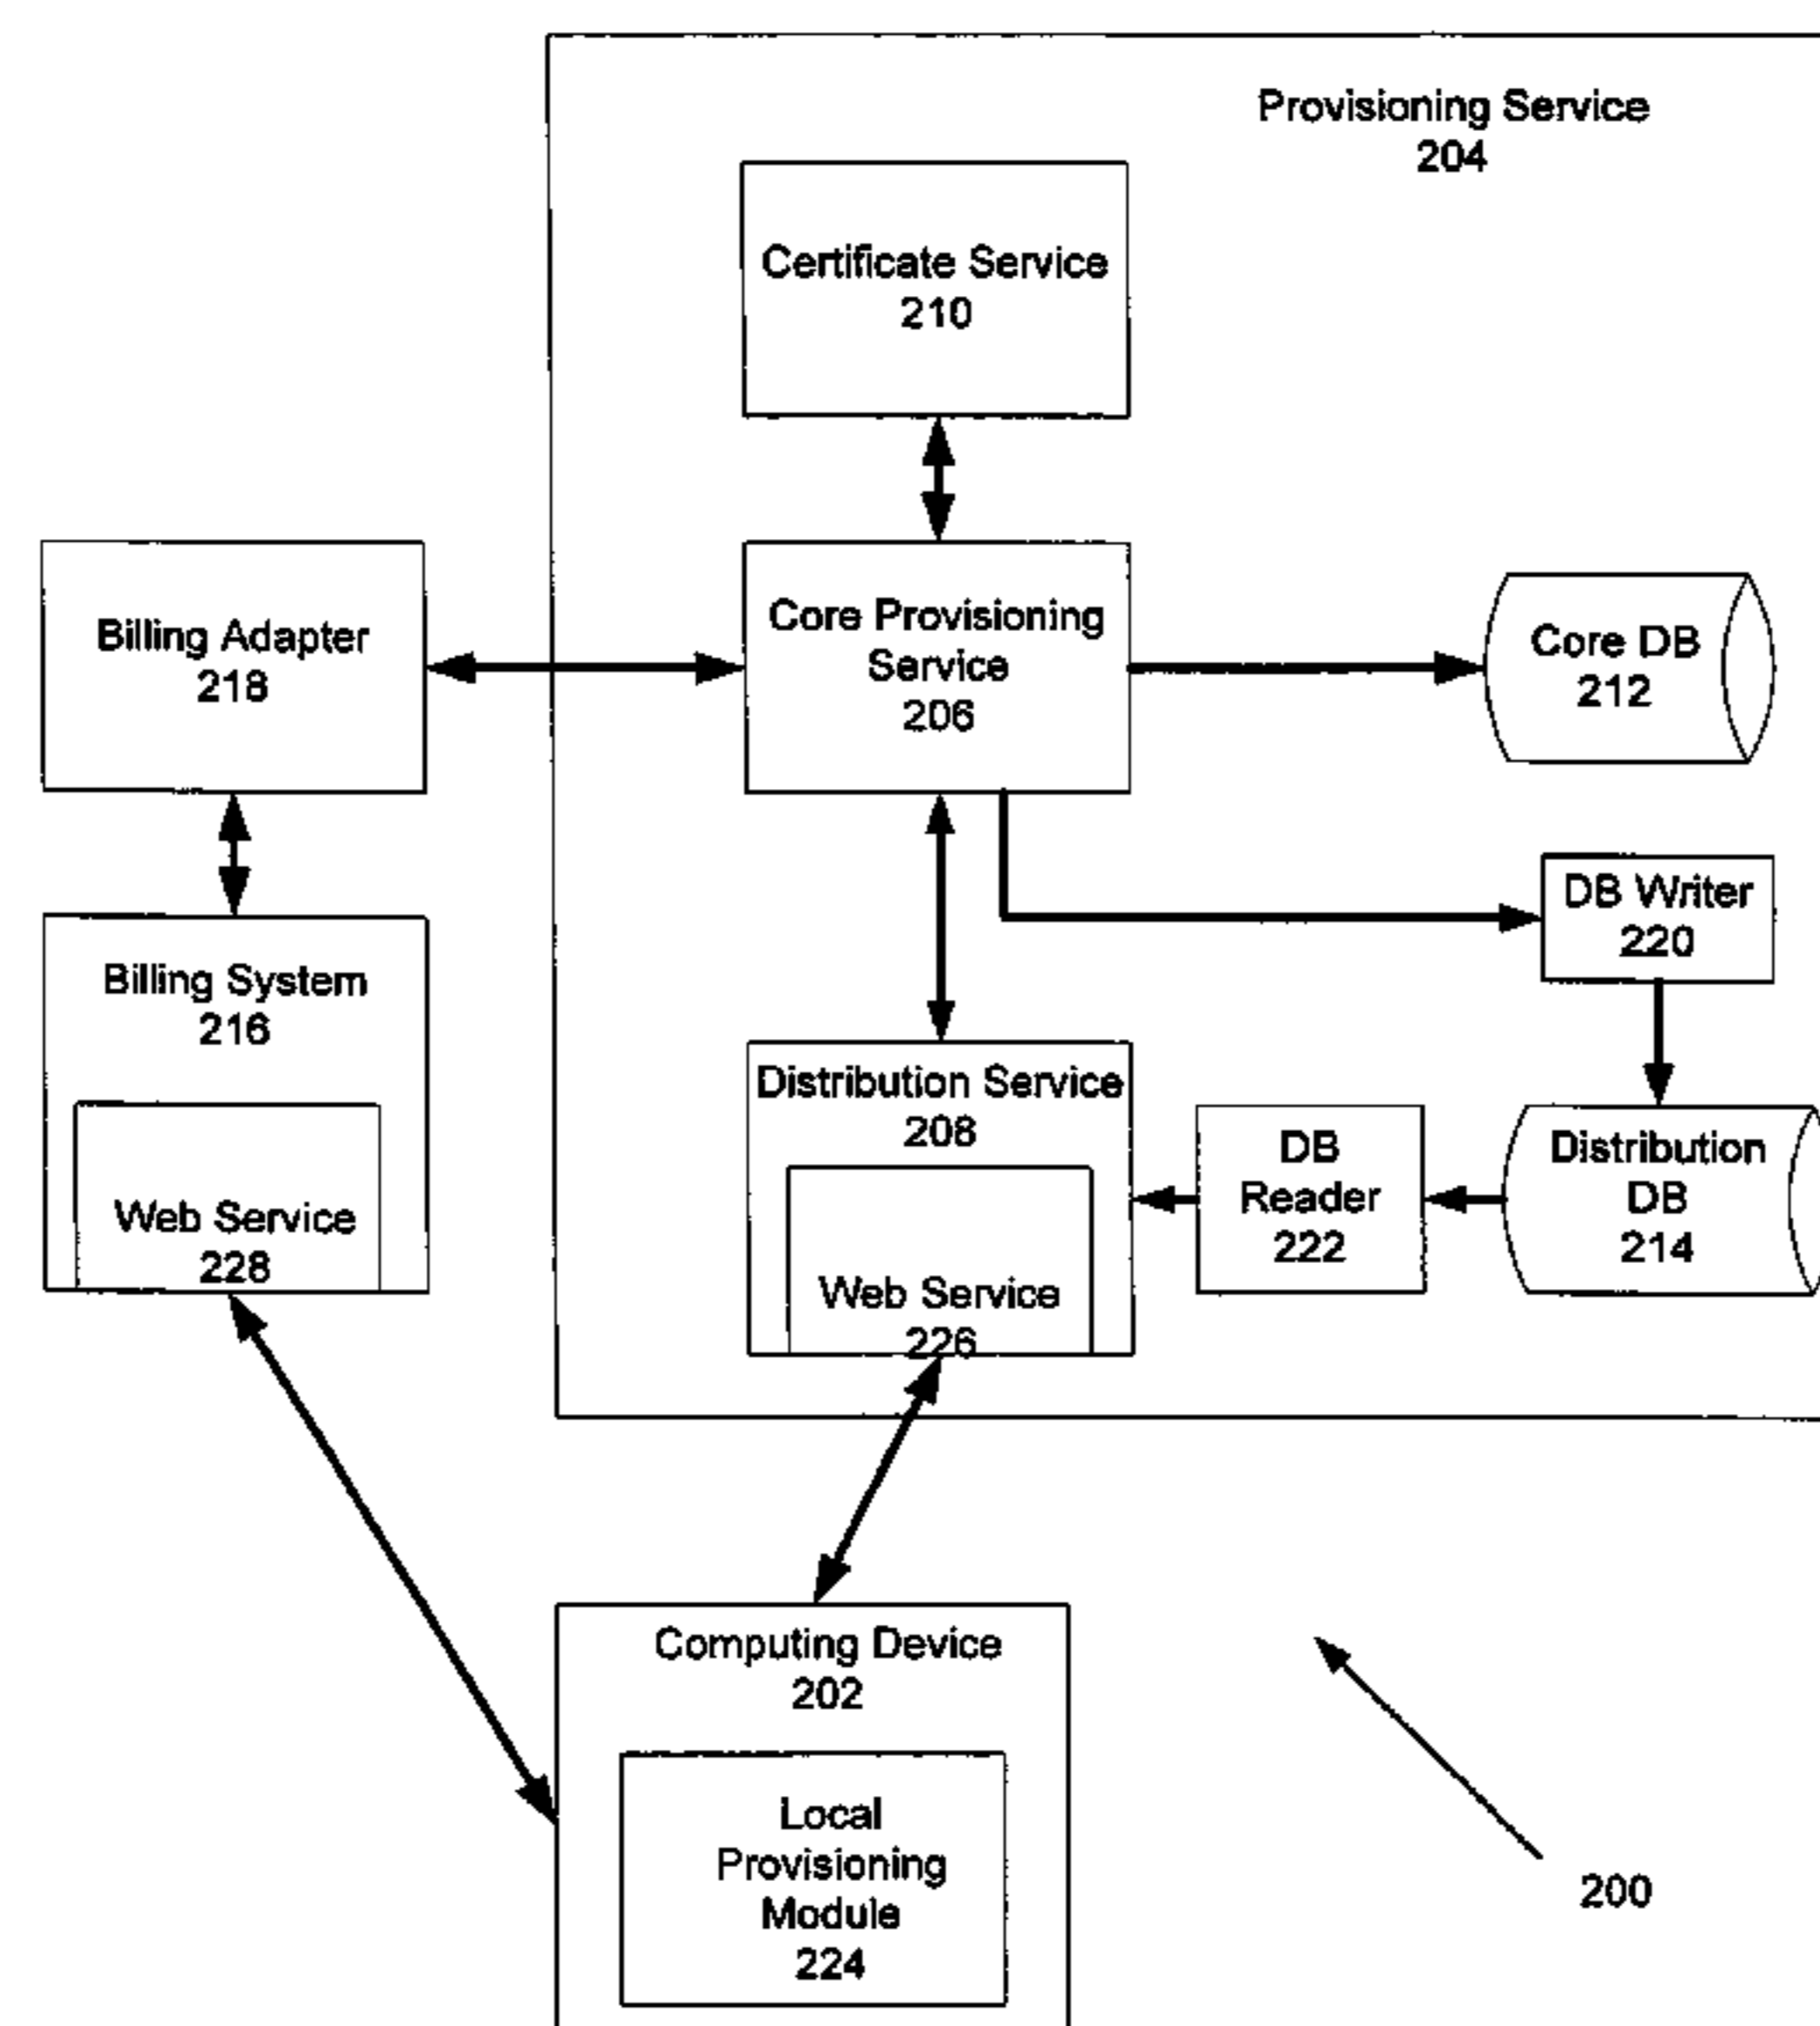 Provisioning Service
204
Certificate Service
210
Billing Adapter
218
Core Provisioning
Service
206
Core DB
212
DB Writer
220
Billing System
216
Web Service
228
Distribution Service
208
Web Service
226
DB
Reader
222
Distribution
DB
214
Computing Device
202
Local
Provisioning
Module
224
200